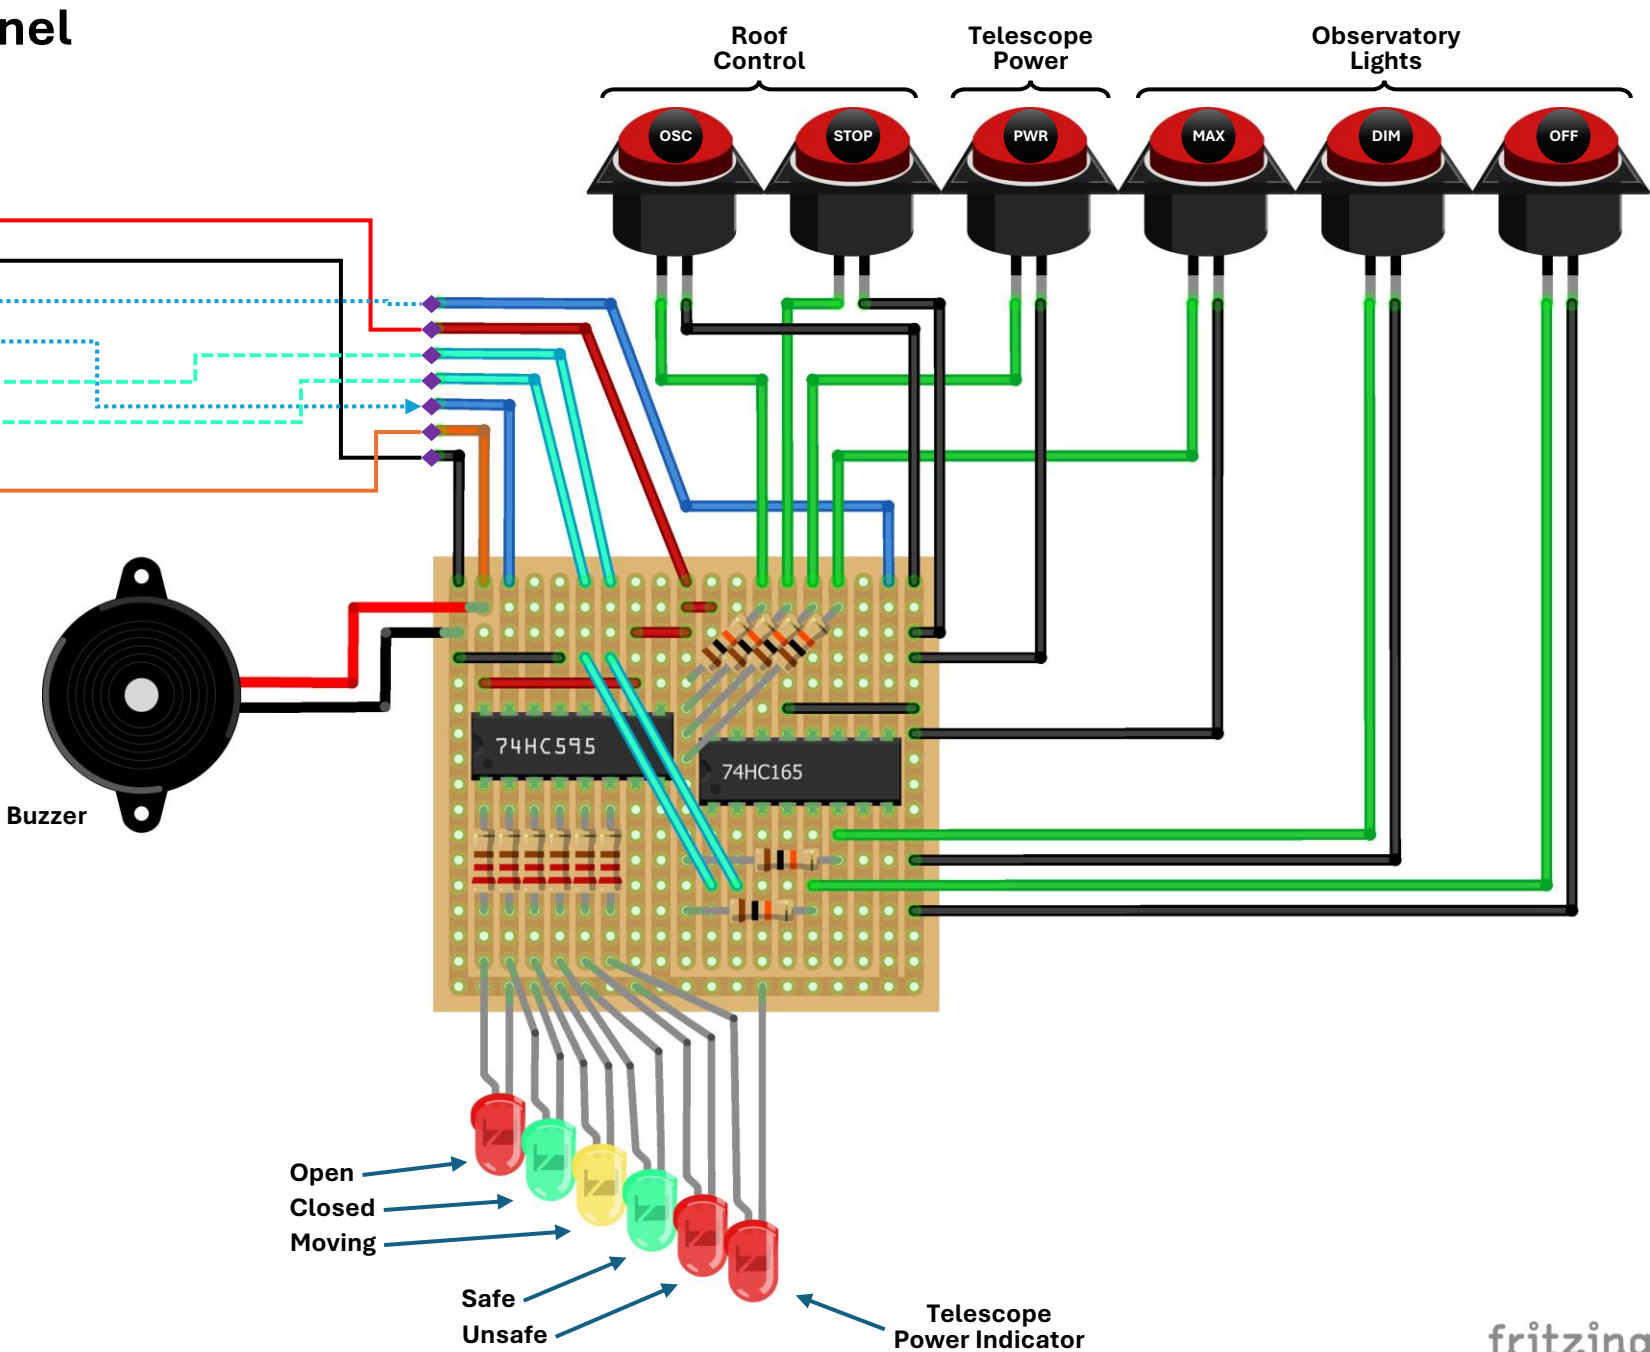 nel
Roof
Control
Telescope
Power
Observatory
Lights
OSC
STOP
PWR
MAX
DIM
OFF
74HC595
74HC165
Buzzer
Open
Closed
Moving
Safe
Unsafe
Telescope
Power Indicator
fritzing